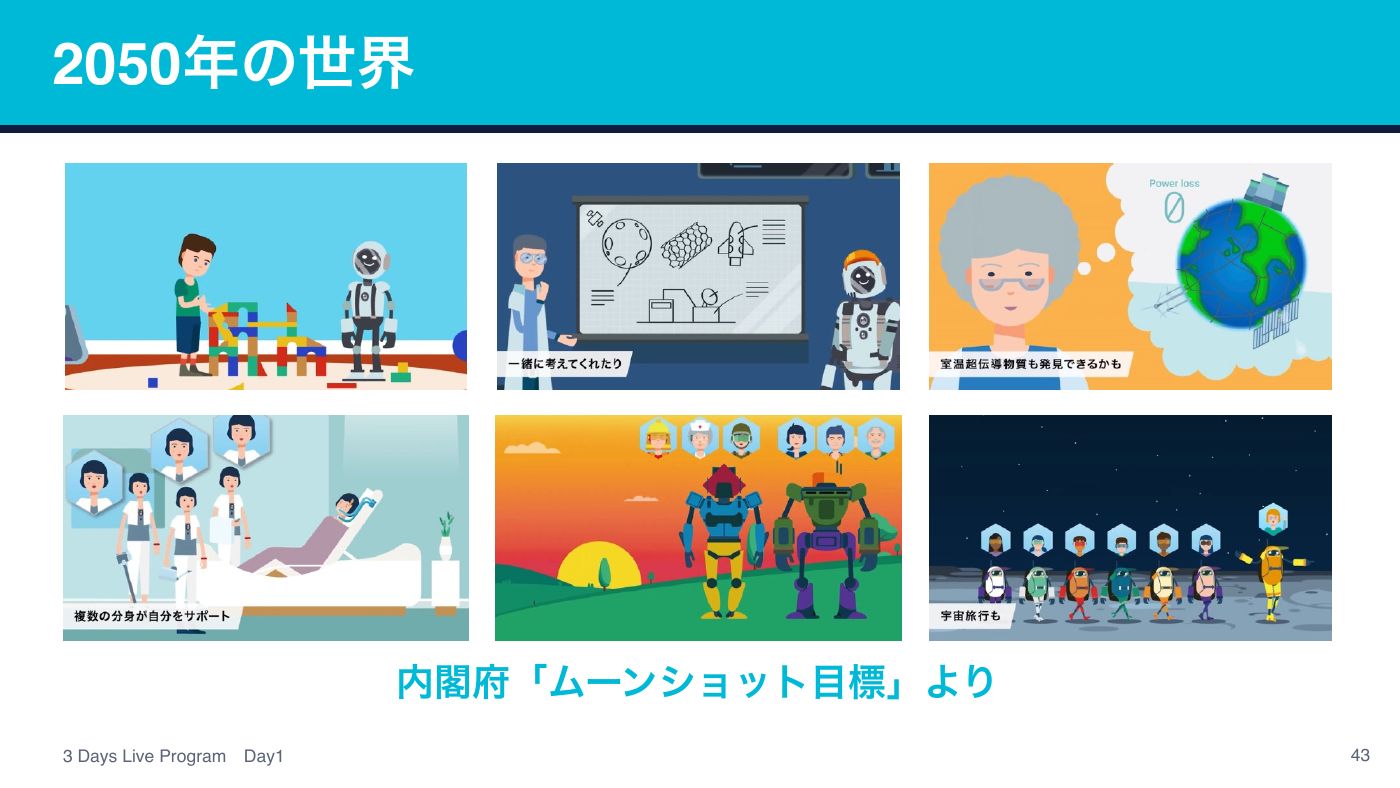 2050年の世界
一緒に考えてくれたり
Power loss
0
室温超伝導物質も発見できるかも
複数の分身が自分をサポート
宇宙旅行も
内閣府「ムーンショット目標」より
3 Days Live Program　Day1
43